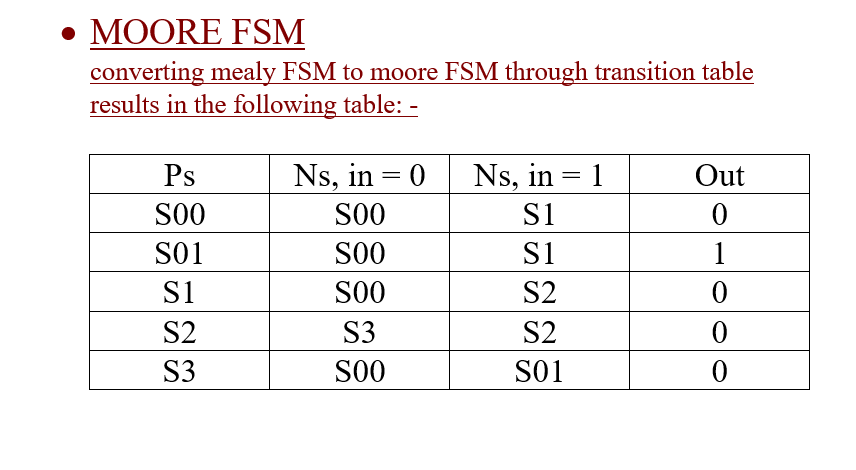 • MOORE FSM
converting mealy FSM to moore FSM through transition table
results in the following table: -
Ps Ns, in = 0 Ns, in = 1 Out
S00 S00 S1 0
S01 S00 S1 1
S1 S00 S2 0
S2 S3 S2 0
S3 S00 S01 0